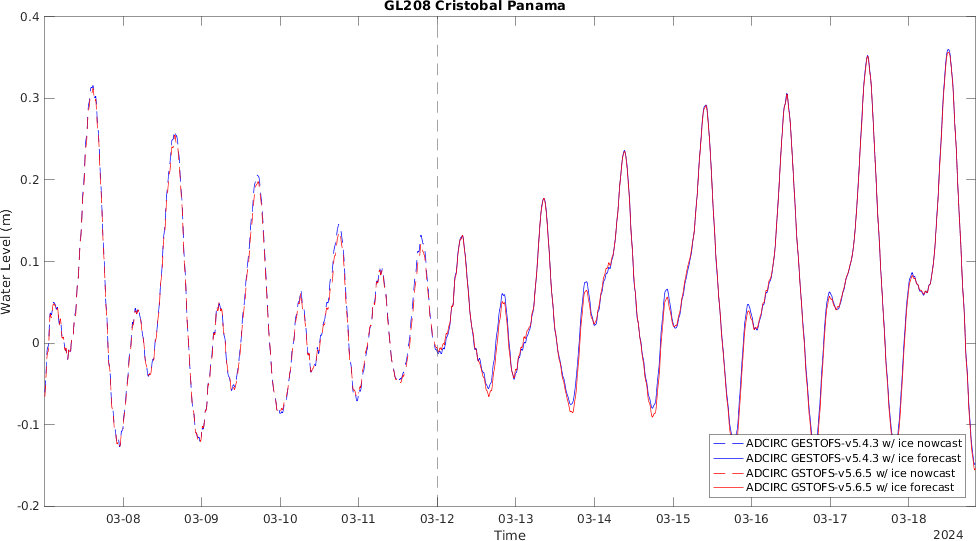 GL208 Cristobal Panama
0.4
0.3
0.2
0.1
0
-0.1
-0.2
Water Level (m)
ADCIRC GESTOFS-v5.4.3 w/ ice nowcast
ADCIRC GESTOFS-v5.4.3 w/ ice forecast
ADCIRC GSTOFS-v5.6.5 w/ ice nowcast
ADCIRC GSTOFS-v5.6.5 w/ ice forecast
03-08 03-09 03-10 03-11 03-12 03-13 03-14 03-15 03-16 03-17 03-18
Time
2024